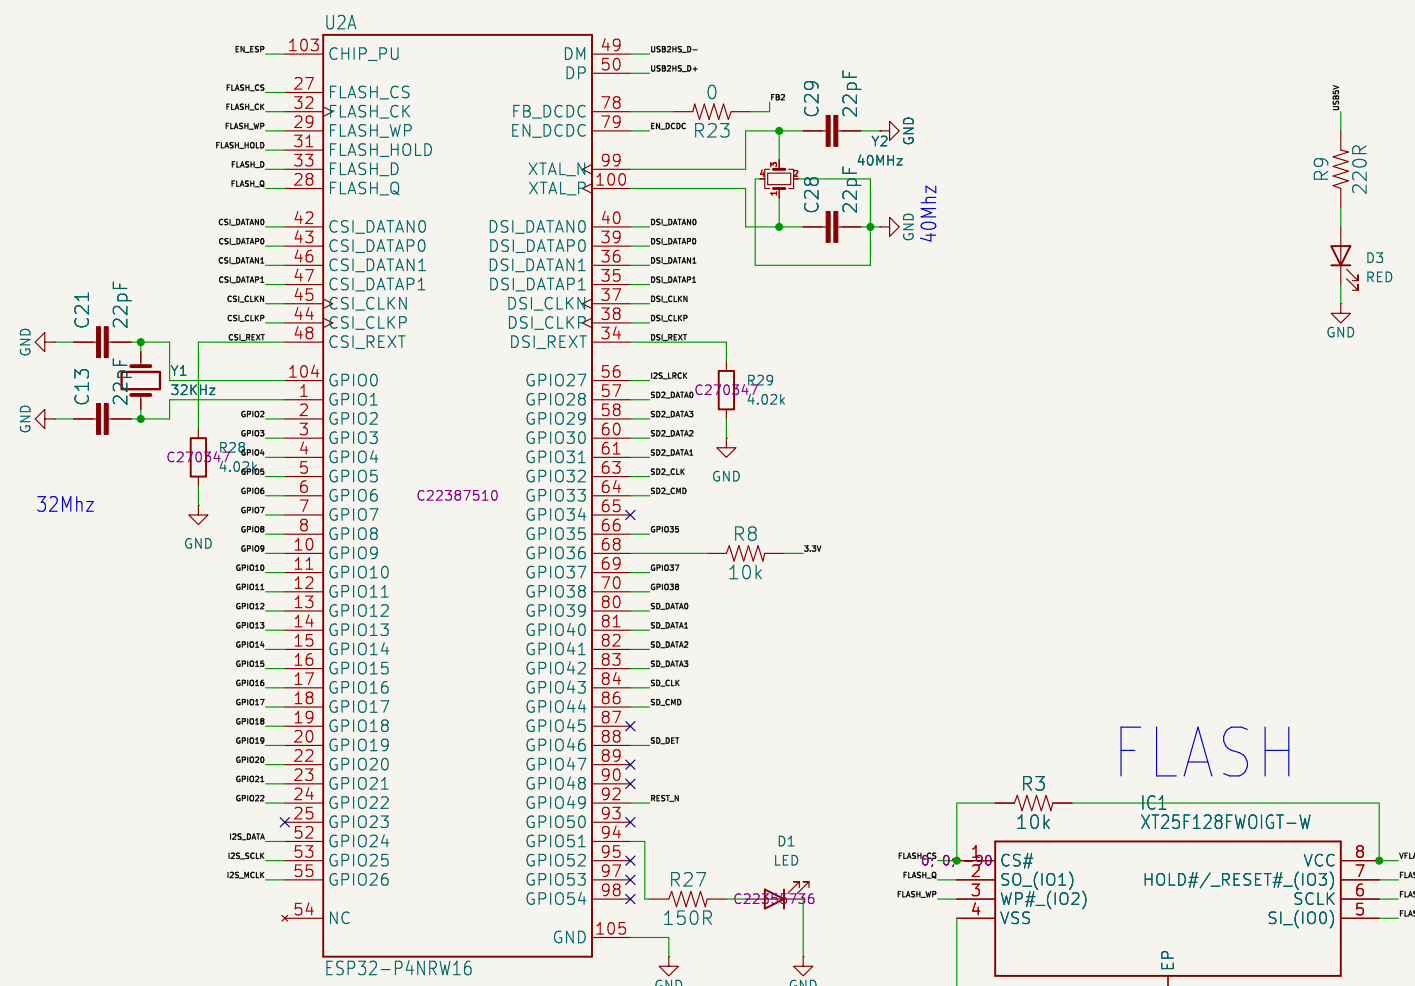 U2A
EN_ESP 103 CHIP_PU
FLASH_CS 27 FLASH_CS
FLASH_CK 32 FLASH_CK
FLASH_WP 29 FLASH_WP
FLASH_HOLD 31 FLASH_HOLD
FLASH_D 33 FLASH_D
FLASH_Q 28 FLASH_Q
CSI_DATAN0 42 CSI_DATAN0
CSI_DATAP0 43 CSI_DATAP0
CSI_DATAN1 46 CSI_DATAN1
CSI_DATAP1 47 CSI_DATAP1
CSI_CLKN 45 CSI_CLKN
CSI_CLKP 44 CSI_CLKP
CSI_REXT 48 CSI_REXT
104 GPIO0
1 GPIO1
GPIO2 2 GPIO2
GPIO3 3 GPIO3
GPIO4 4 GPIO4
GPIO5 5 GPIO5
GPIO6 6 GPIO6
GPIO7 7 GPIO7
GPIO8 8 GPIO8
GPIO9 10 GPIO9
GPIO10 11 GPIO10
GPIO11 12 GPIO11
GPIO12 13 GPIO12
GPIO13 14 GPIO13
GPIO14 15 GPIO14
GPIO15 16 GPIO15
GPIO16 17 GPIO16
GPIO17 18 GPIO17
GPIO18 19 GPIO18
GPIO19 20 GPIO19
GPIO20 22 GPIO20
GPIO21 23 GPIO21
GPIO22 24 GPIO22
25 GPIO23
I2S_DATA 52 GPIO24
I2S_SCLK 53 GPIO25
I2S_MCLK 55 GPIO26
54 NC
C22387510
ESP32-P4NRW16
DM 49 USB2HS_D-
DP 50 USB2HS_D+
FB_DCDC 78
EN_DCDC 79 EN_DCDC
XTAL_N 99
XTAL_P 100
DSI_DATAN0 40 DSI_DATAN0
DSI_DATAP0 39 DSI_DATAP0
DSI_DATAN1 36 DSI_DATAN1
DSI_DATAP1 35 DSI_DATAP1
DSI_CLKN 37 DSI_CLKN
DSI_CLKP 38 DSI_CLKP
DSI_REXT 34 DSI_REXT
GPIO27 56 I2S_LRCK
GPIO28 57 SD2_DATA0
GPIO29 58 SD2_DATA3
GPIO30 60 SD2_DATA2
GPIO31 61 SD2_DATA1
GPIO32 63 SD2_CLK
GPIO33 64 SD2_CMD
GPIO34 65
GPIO35 66 GPIO35
GPIO36 68
GPIO37 69 GPIO37
GPIO38 70 GPIO38
GPIO39 80 SD_DATA0
GPIO40 81 SD_DATA1
GPIO41 82 SD_DATA2
GPIO42 83 SD_DATA3
GPIO43 84 SD_CLK
GPIO44 86 SD_CMD
GPIO45 87
GPIO46 88 SD_DET
GPIO47 89
GPIO48 90
GPIO49 92 REST_N
GPIO50 93
GPIO51 94
GPIO52 95
GPIO53 97
GPIO54 98
GND 105
GND
C21
22pF
GND
C13
22pF
GND
Y1
32KHz
32Mhz
R28
C270347
4.02k
GND
0
R23
FB2
C29
22pF
GND
Y2
40MHz
3
4
2
1
C28
22pF
GND
40Mhz
R29
C270347
4.02k
GND
R8
10k
3.3V
D1
LED
R27
150R
C22356736
GND
USB5V
R9
220R
D3
RED
GND
FLASH
R3
10k
IC1
XT25F128FWOIGT-W
FLASH_CS 1 CS#
FLASH_Q 2 SO_(IO1)
FLASH_WP 3 WP#_(IO2)
4 VSS
VCC 8 VFLA
HOLD#/_RESET#_(IO3) 7 FLAS
SCLK 6 FLAS
SI_(IO0) 5 FLAS
EP